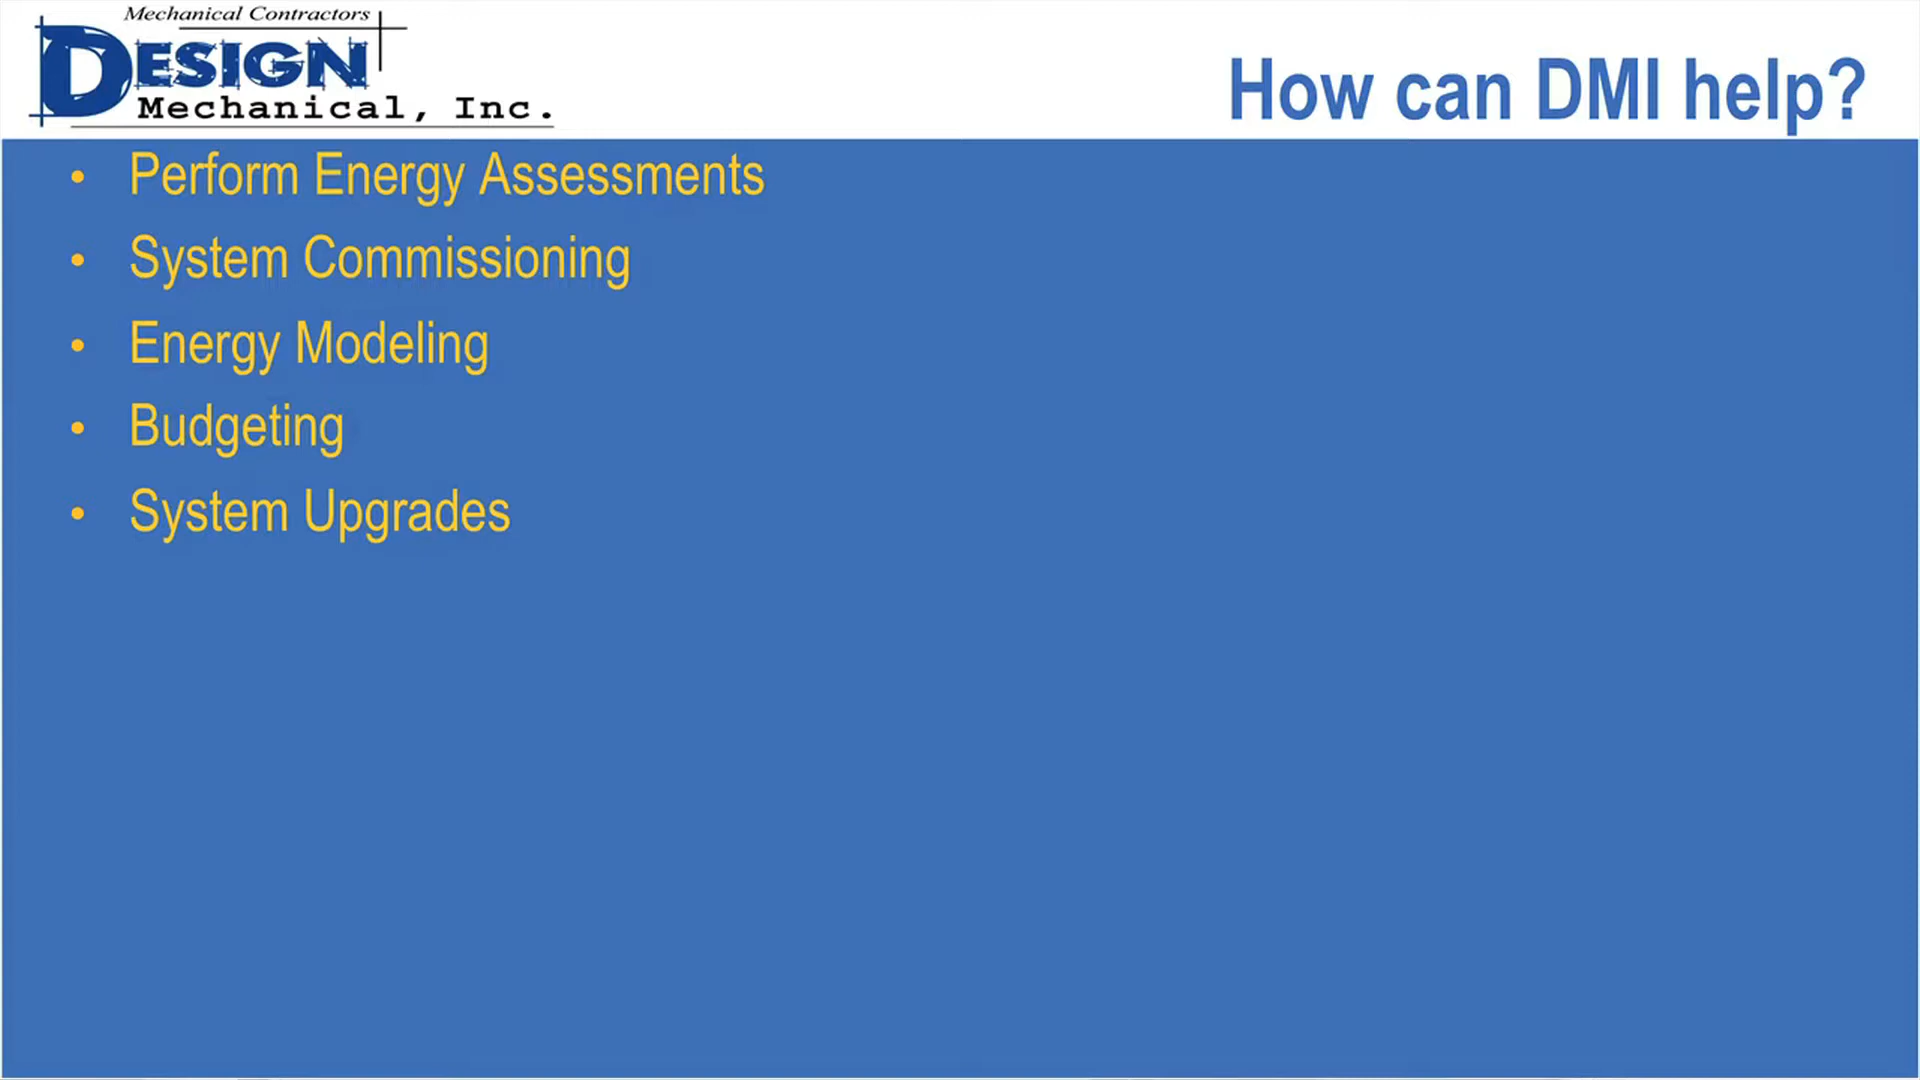 Mechanical Contractors
DESIGN
Mechanical, Inc.
How can DMI help?
• Perform Energy Assessments
• System Commissioning
• Energy Modeling
• Budgeting
• System Upgrades